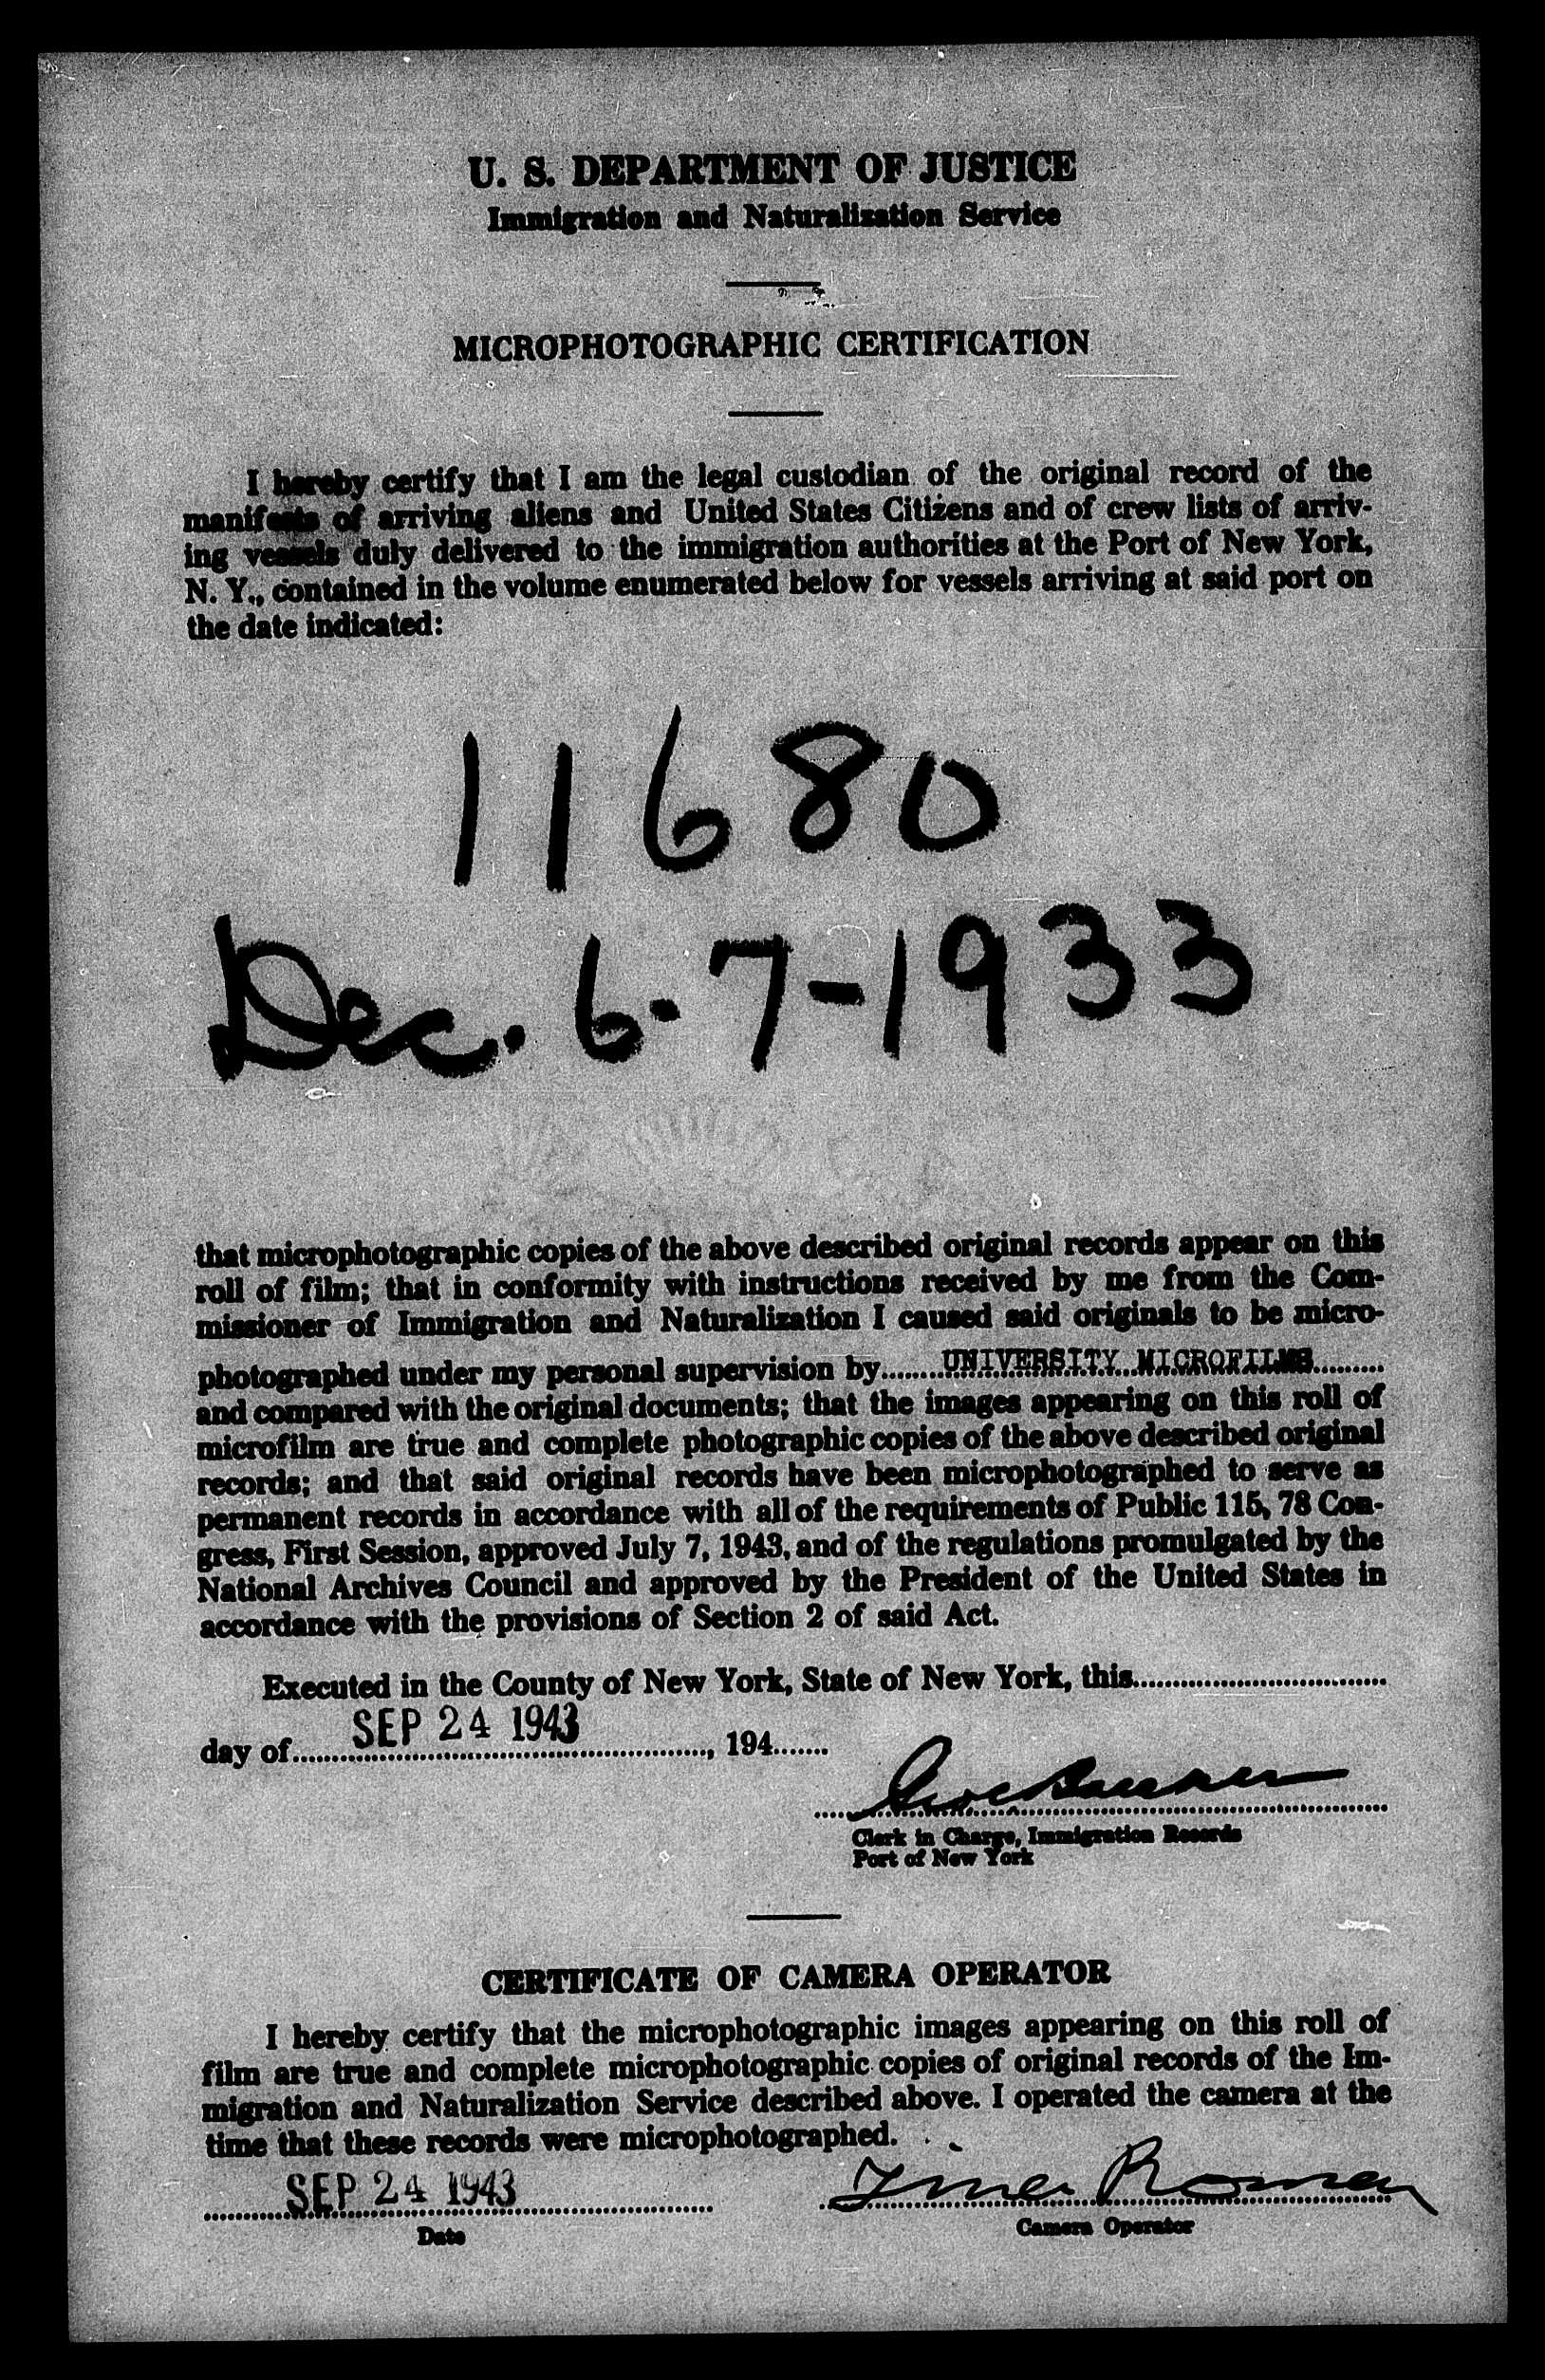 U. S. DEPARTMENT OF JUSTICE
Immigration and Naturalization Service
MICROPHOTOGRAPHIC CERTIFICATION
I hereby certify that I am the legal custodian of the original record of the
manifests of arriving aliens and United States Citizens and of crew lists of arriv-
ing vessels duly delivered to the immigration authorities at the Port of New York,
N. Y., contained in the volume enumerated below for vessels arriving at said port on
the date indicated:
11680
Dec. 6-7-1933
that microphotographic copies of the above described original records appear on this
roll of film; that in conformity with instructions received by me from the Com-
missioner of Immigration and Naturalization I caused said originals to be micro-
photographed under my personal supervision by UNIVERSITY MICROFILMS
and compared with the original documents; that the images appearing on this roll of
microfilm are true and complete photographic copies of the above described original
records; and that said original records have been microphotographed to serve as
permanent records in accordance with all of the requirements of Public 115, 78 Con-
gress, First Session, approved July 7, 1943, and of the regulations promulgated by the
National Archives Council and approved by the President of the United States in
accordance with the provisions of Section 2 of said Act.
Executed in the County of New York, State of New York, this
day of SEP 24 1943, 194
Clerk in Charge, Immigration Records
Port of New York
CERTIFICATE OF CAMERA OPERATOR
I hereby certify that the microphotographic images appearing on this roll of
film are true and complete microphotographic copies of original records of the Im-
migration and Naturalization Service described above. I operated the camera at the
time that these records were microphotographed.
SEP 24 1943
Date
Camera Operator